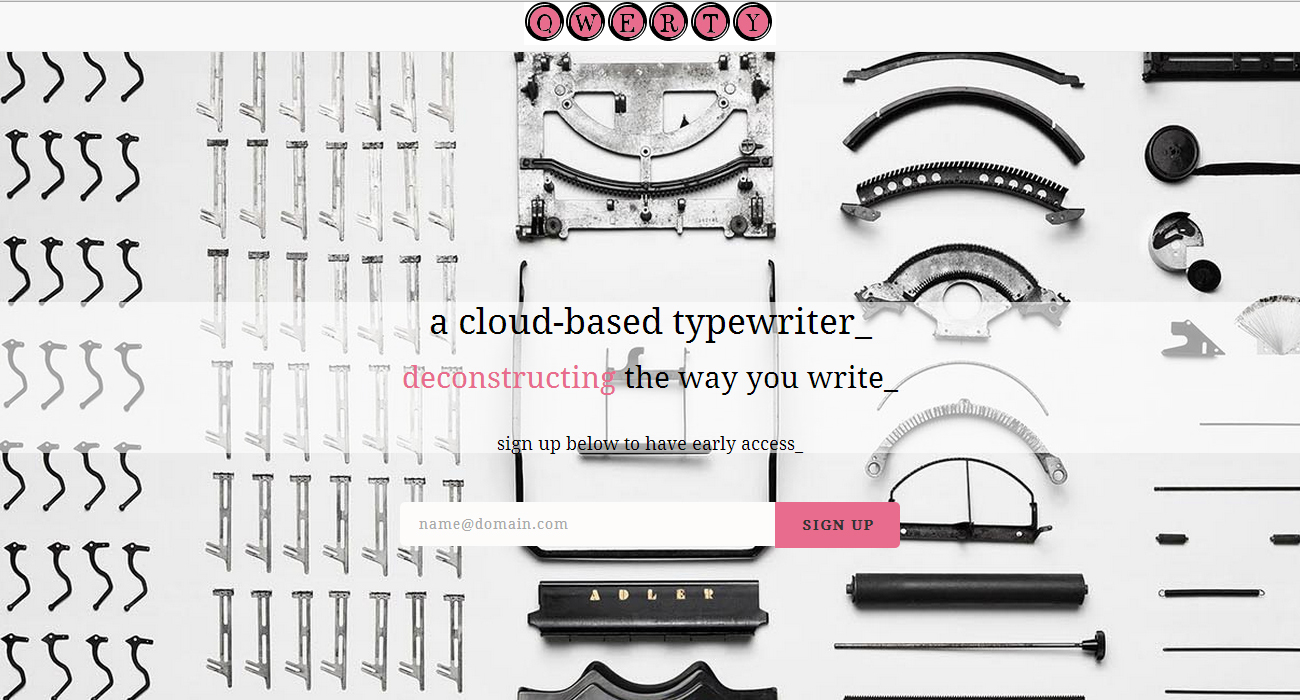 QWERTY
a cloud-based typewriter_
deconstructing the way you write_
sign up below to have early access_
name@domain.com SIGN UP
ADLER